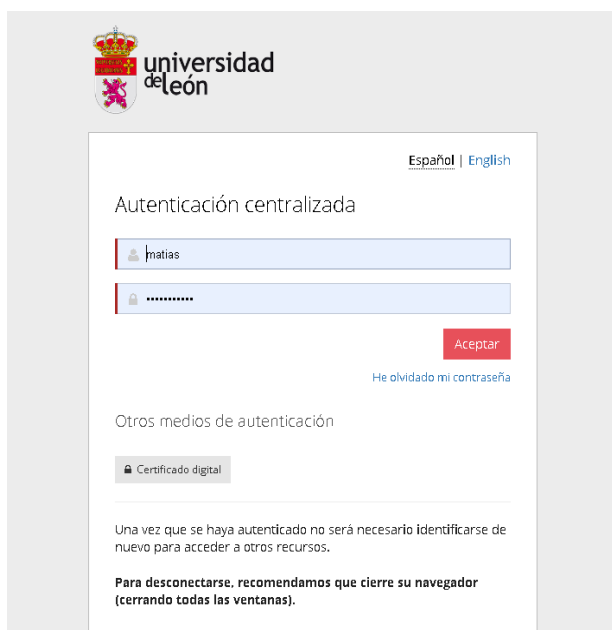 universidad
de león
Español | English
Autenticación centralizada
matias
•••••••••••
Aceptar
He olvidado mi contraseña
Otros medios de autenticación
Certificado digital
Una vez que se haya autenticado no será necesario identificarse de
nuevo para acceder a otros recursos.
Para desconectarse, recomendamos que cierre su navegador
(cerrando todas las ventanas).